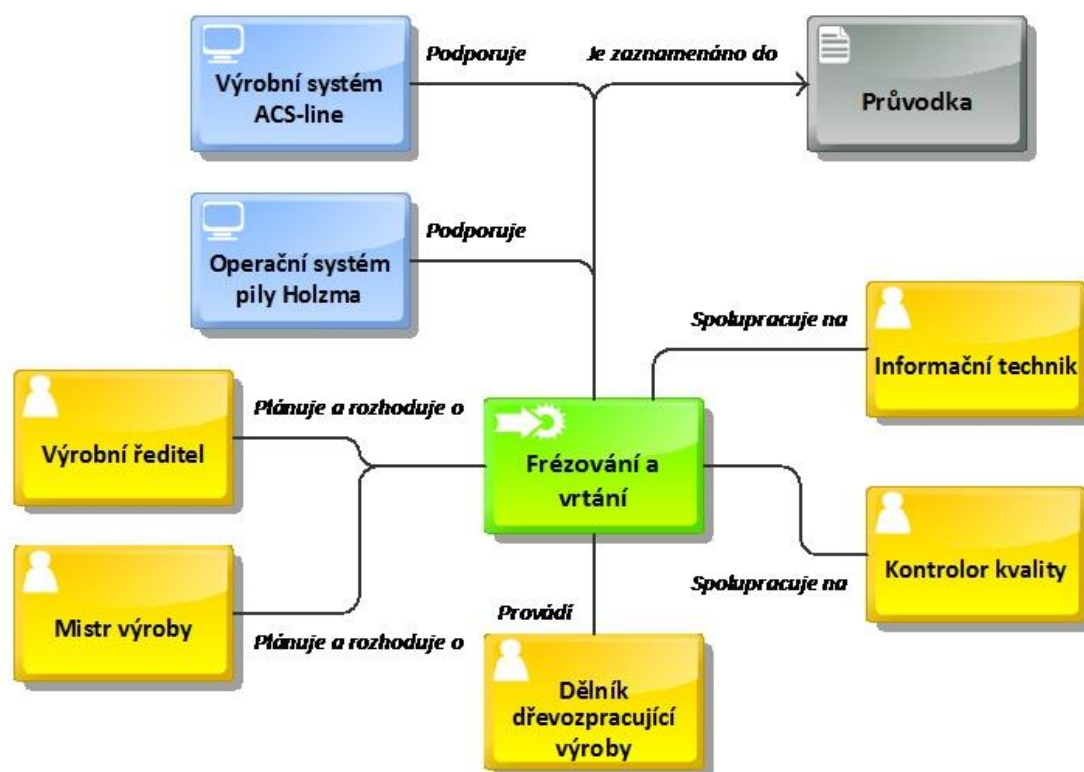 Podporuje
Je zaznamenáno do
Výrobní systém
ACS-line
Průvodka
Podporuje
Operační systém
pily Holzma
Spolupracuje na
Informační technik
Plánuje a rozhoduje o
Výrobní ředitel
Frézování a
vrtání
Kontrolor kvality
Spolupracuje na
Mistr výroby
Plánuje a rozhoduje o
Provádí
Dělník
dřevozpracující
výroby